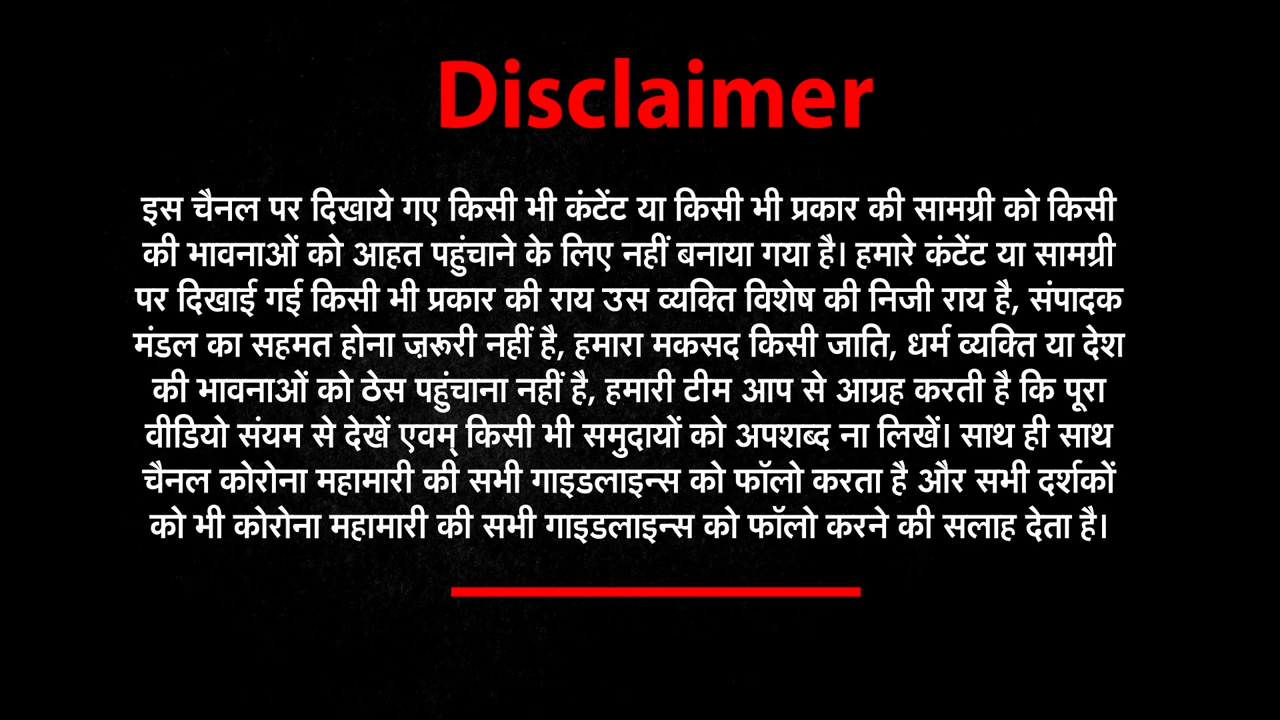 Disclaimer
इस चैनल पर दिखाये गए किसी भी कंटेंट या किसी भी प्रकार की सामग्री को किसी
की भावनाओं को आहत पहुंचाने के लिए नहीं बनाया गया है। हमारे कंटेंट या सामग्री
पर दिखाई गई किसी भी प्रकार की राय उस व्यक्ति विशेष की निजी राय है, संपादक
मंडल का सहमत होना ज़रूरी नहीं है, हमारा मकसद किसी जाति, धर्म व्यक्ति या देश
की भावनाओं को ठेस पहुंचाना नहीं है, हमारी टीम आप से आग्रह करती है कि पूरा
वीडियो संयम से देखें एवम् किसी भी समुदायों को अपशब्द ना लिखें। साथ ही साथ
चैनल कोरोना महामारी की सभी गाइडलाइन्स को फॉलो करता है और सभी दर्शकों
को भी कोरोना महामारी की सभी गाइडलाइन्स को फॉलो करने की सलाह देता है।